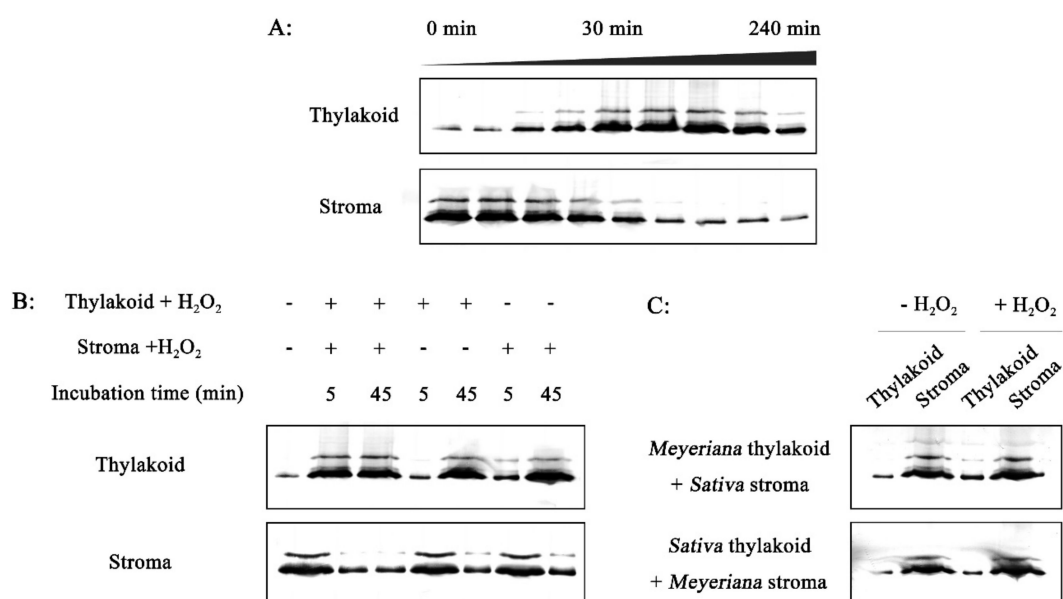 A:
0 min 30 min 240 min
Thylakoid
Stroma
B:
Thylakoid + H₂O₂ - + + + + - -
Stroma +H₂O₂ - + + - - + +
Incubation time (min) 5 45 5 45 5 45
Thylakoid
Stroma
C:
- H₂O₂ + H₂O₂
Thylakoid Stroma Thylakoid Stroma
Meyeriana thylakoid
+ Sativa stroma
Sativa thylakoid
+ Meyeriana stroma